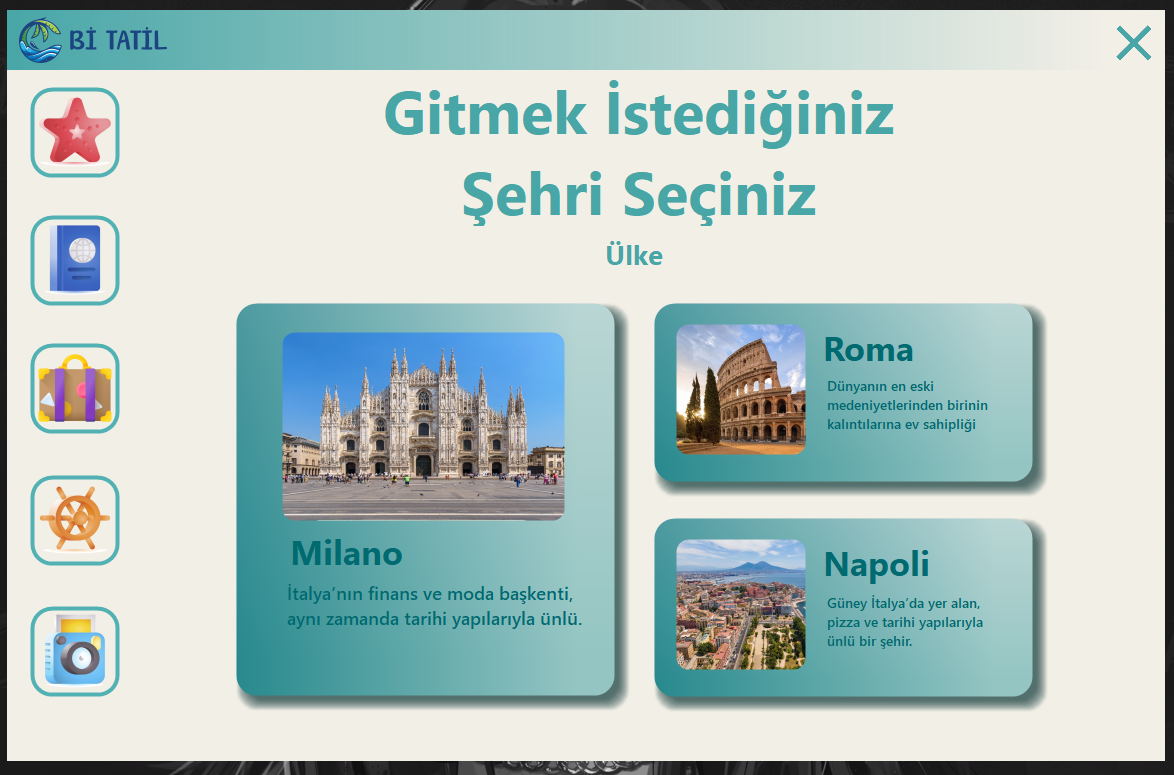 Bİ TATİL
Gitmek İstediğiniz
Şehri Seçiniz
Ülke
Milano
İtalya’nın finans ve moda başkenti,
aynı zamanda tarihi yapılarıyla ünlü.
Roma
Dünyanın en eski
medeniyetlerinden birinin
kalıntılarına ev sahipliği
Napoli
Güney İtalya’da yer alan,
pizza ve tarihi yapılarıyla
ünlü bir şehir.